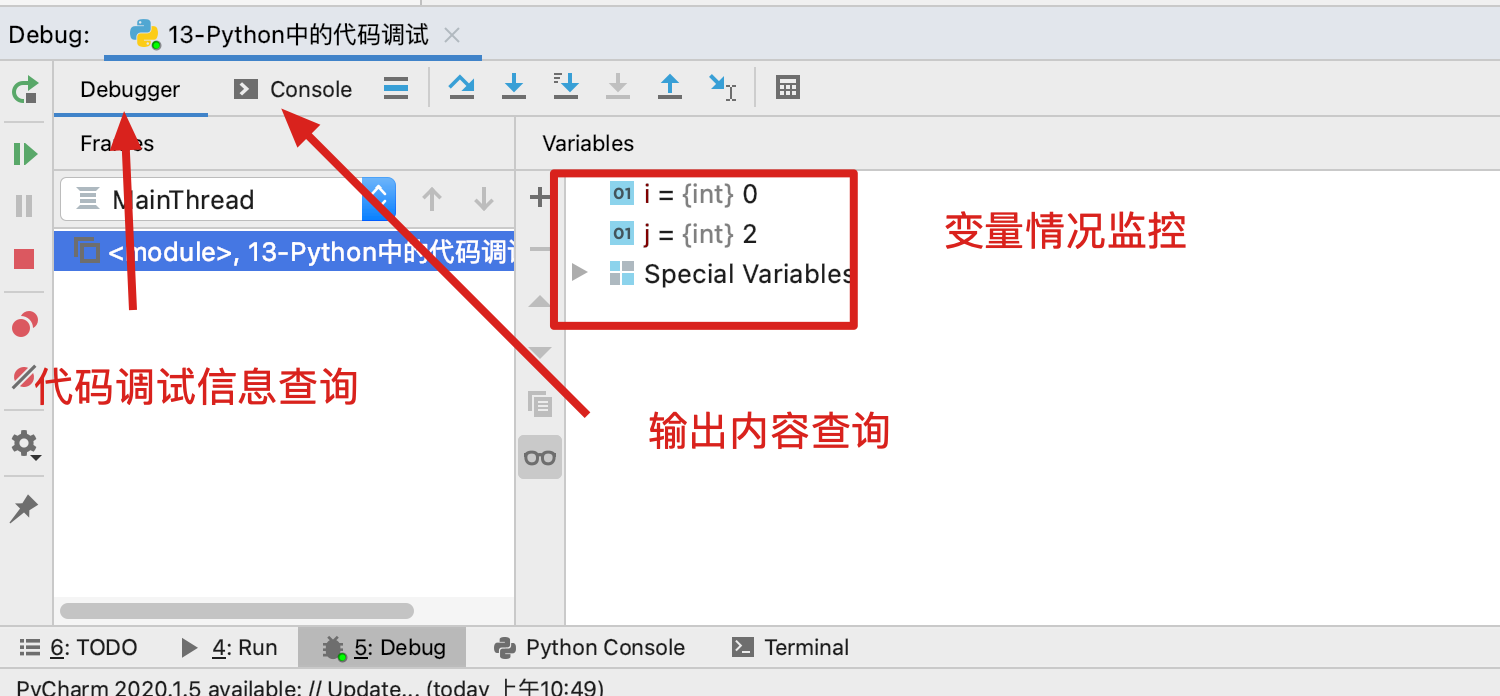 Debug: 13-Python中的代码调试
Debugger Console
Frames Variables
MainThread
01 i = {int} 0
01 j = {int} 2
变量情况监控
<module>, 13-Python中的代码调试
Special Variables
代码调试信息查询
输出内容查询
6: TODO 4: Run 5: Debug Python Console Terminal
PyCharm 2020.1.5 available: // Update... (today 上午10:49)